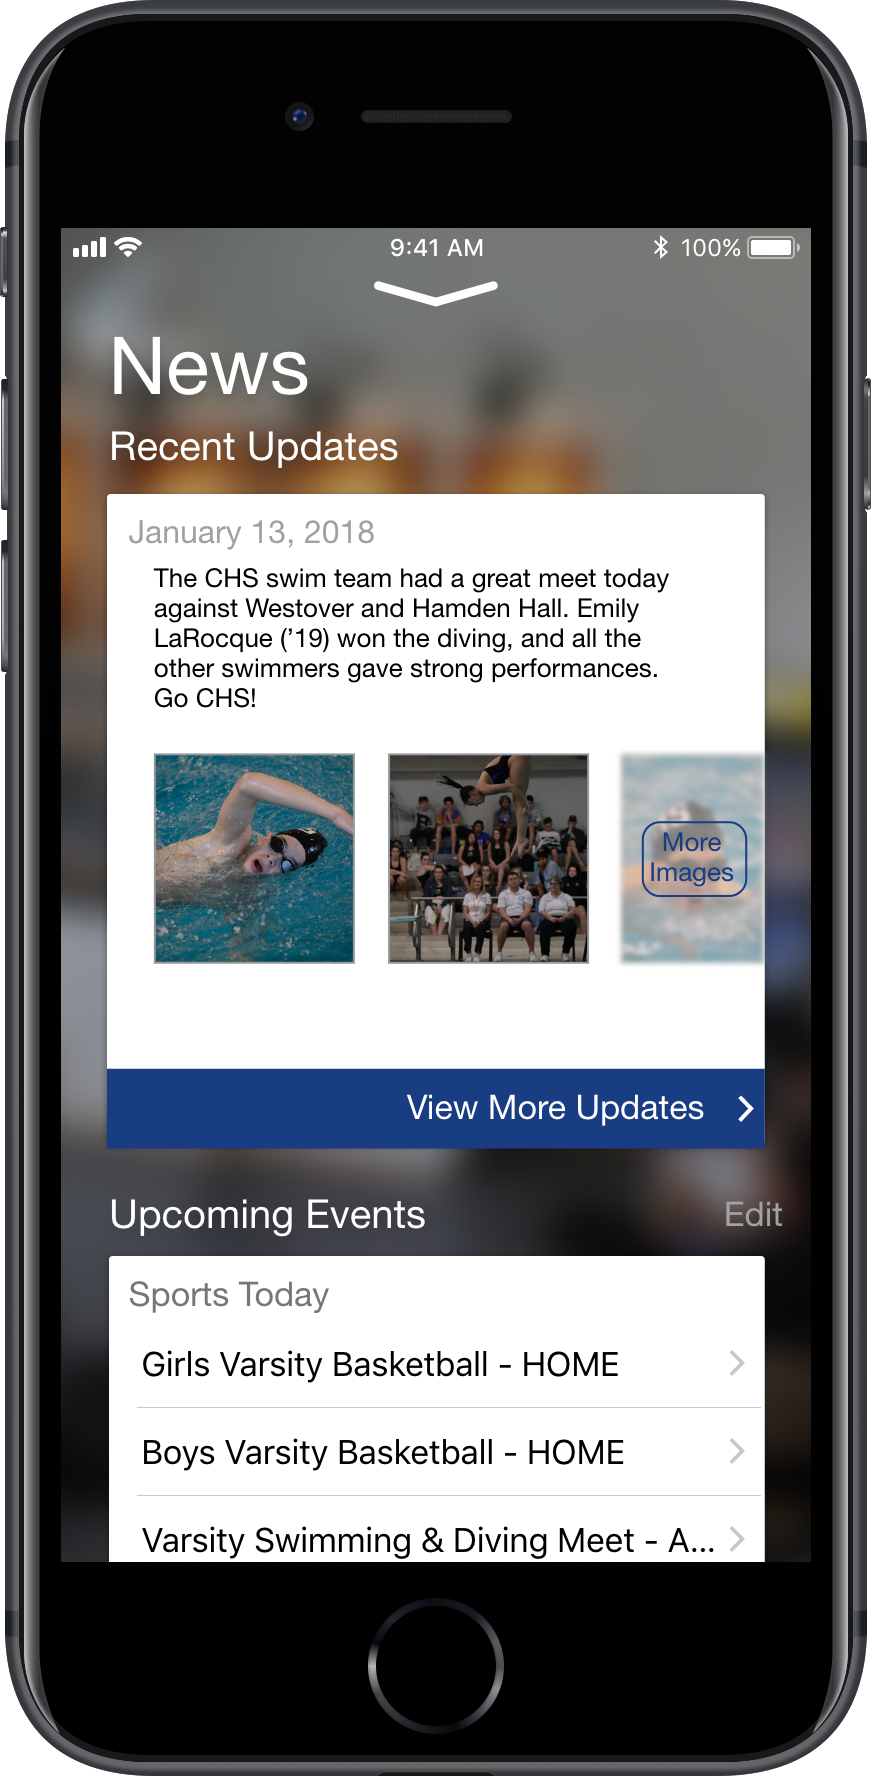 9:41 AM
100%
News
Recent Updates
January 13, 2018
The CHS swim team had a great meet today
against Westover and Hamden Hall. Emily
LaRocque (’19) won the diving, and all the
other swimmers gave strong performances.
Go CHS!
More
Images
View More Updates
Upcoming Events
Edit
Sports Today
Girls Varsity Basketball - HOME
Boys Varsity Basketball - HOME
Varsity Swimming & Diving Meet - A...